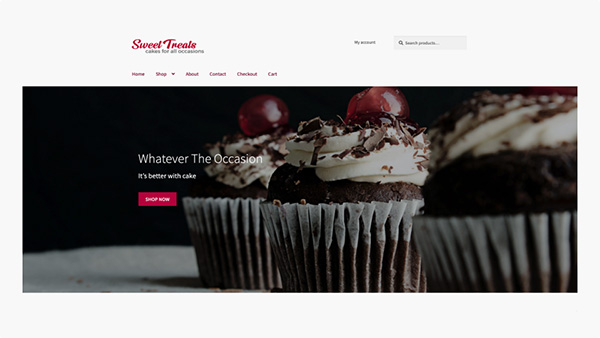 Sweet Treats
cakes for all occasions
My account
Search products...
Home Shop About Contact Checkout Cart
Whatever The Occasion
It's better with cake
SHOP NOW